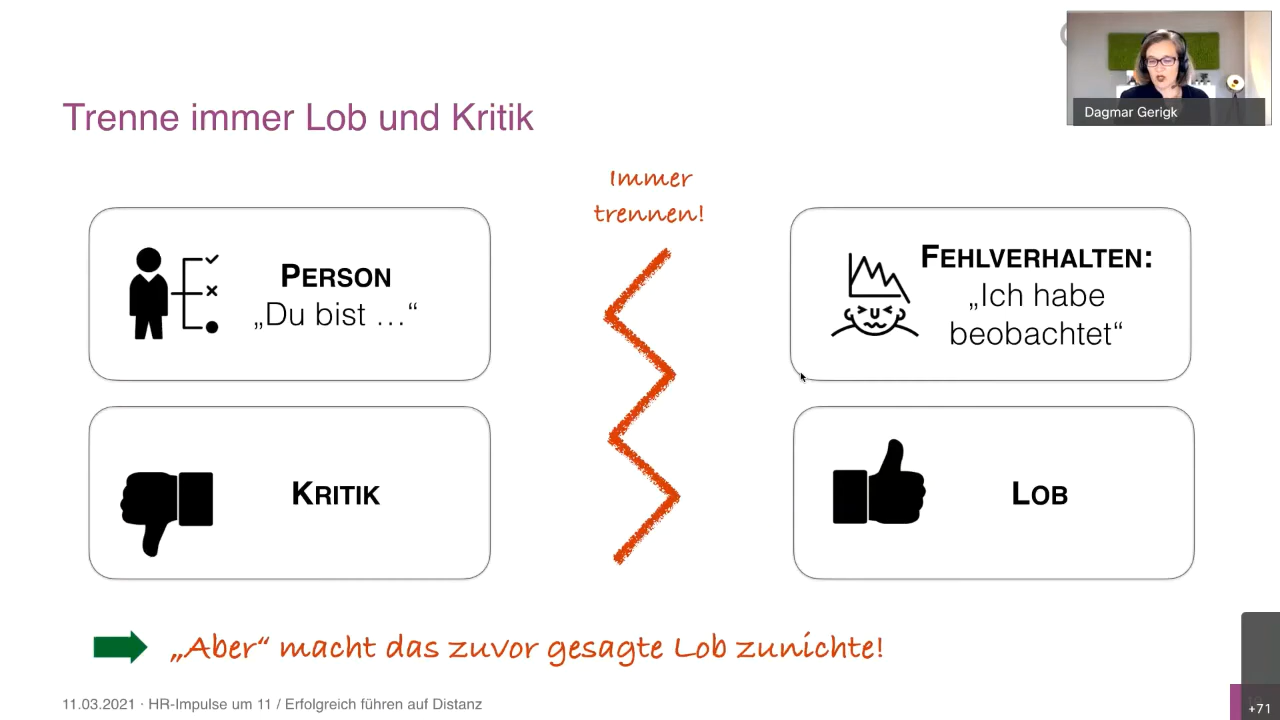 Dagmar Gerigk
Trenne immer Lob und Kritik
Immer
trennen!
PERSON
„Du bist …“
FEHLVERHALTEN:
„Ich habe
beobachtet“
KRITIK
LOB
„Aber“ macht das zuvor gesagte Lob zunichte!
11.03.2021 · HR-Impulse um 11 / Erfolgreich führen auf Distanz
+71